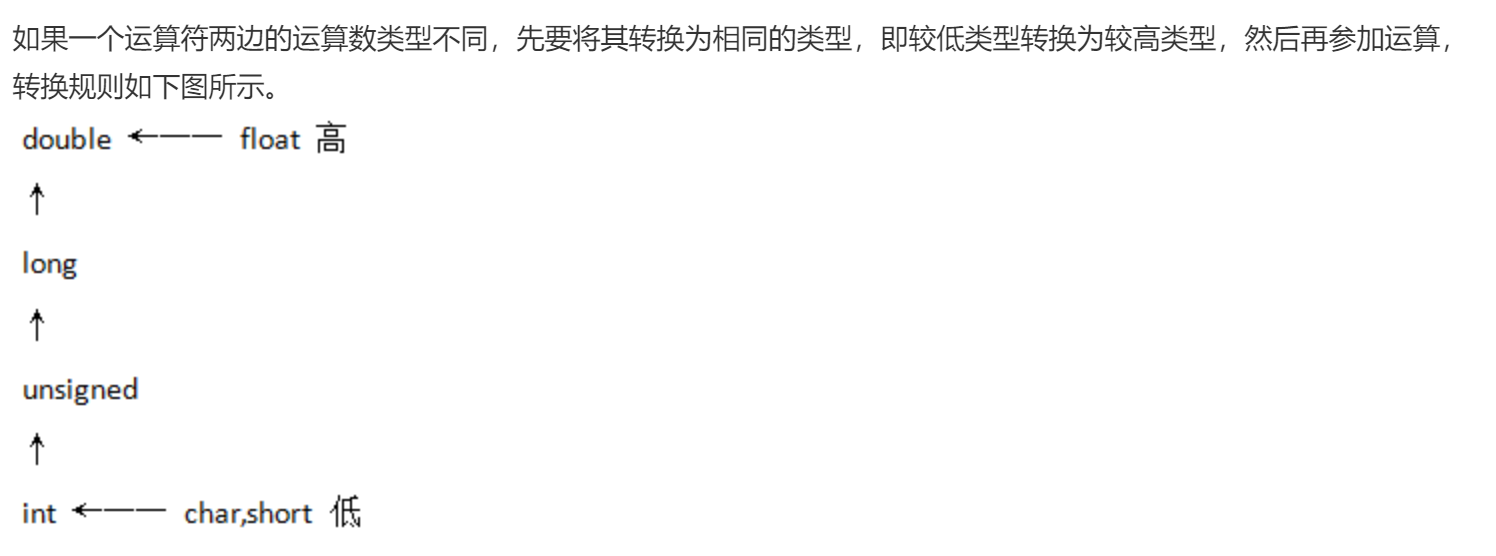 如果一个运算符两边的运算数类型不同，先要将其转换为相同的类型，即较低类型转换为较高类型，然后再参加运算，
转换规则如下图所示。
double ←—— float 高
↑
long
↑
unsigned
↑
int ←—— char,short 低